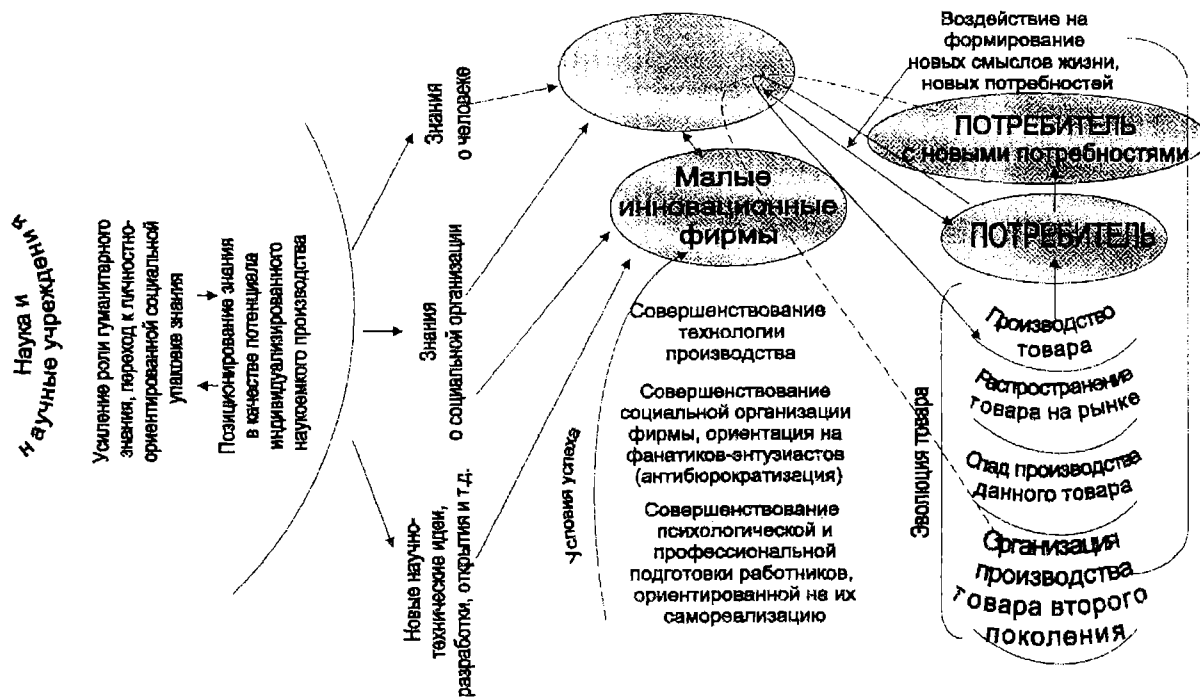 Наука и
научные учреждения
Усиление роли гуманитарного
знания, переход к личностно-
ориентированной социальной
упаковке знания
Позиционирование знания
в качестве потенциала
индивидуализированного
наукоемкого производства
Знания
о человеке
Знания
о социальной организации
Новые научно-
технические идеи,
разработки, открытия и т.д.
Малые
инновационные
фирмы
Условия успеха
Совершенствование
технологии
производства
Совершенствование
социальной организации
фирмы, ориентация на
фанатиков-энтузиастов
(антибюрократизация)
Совершенствование
психологической и
профессиональной
подготовки работников,
ориентированной на их
самореализацию
Воздействие на
формирование
новых смыслов жизни,
новых потребностей
ПОТРЕБИТЕЛЬ
с новыми потребностями
ПОТРЕБИТЕЛЬ
Эволюция товара
Производство
товара
Распространение
товара на рынке
Спад производства
данного товара
Организация
производства
товара второго
поколения